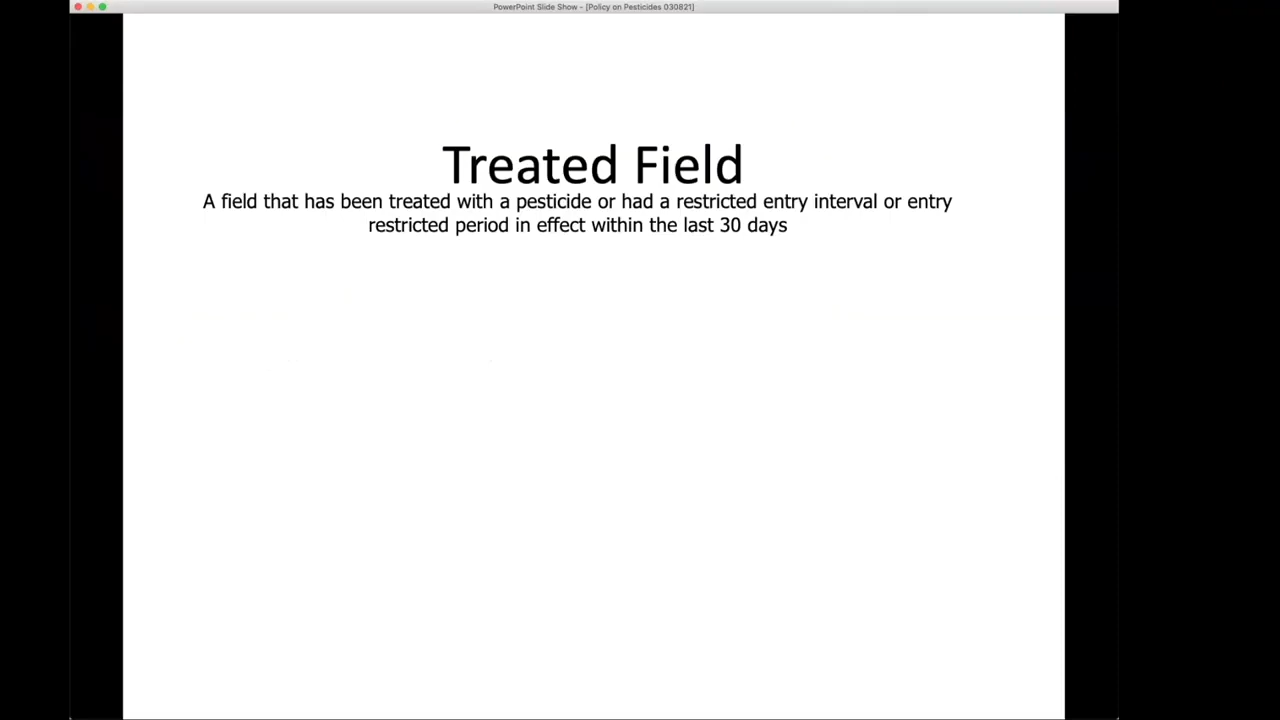 PowerPoint Slide Show - [Policy on Pesticides 030821]
Treated Field
A field that has been treated with a pesticide or had a restricted entry interval or entry
restricted period in effect within the last 30 days